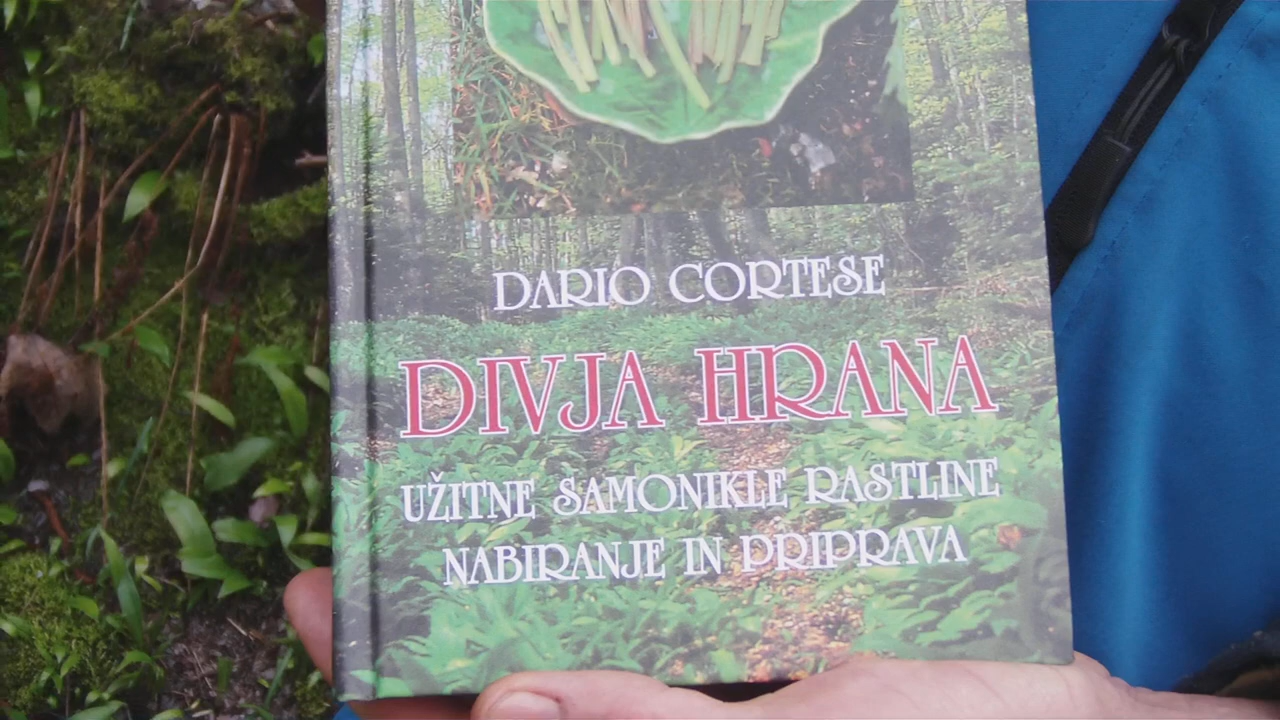 DARIO CORTESE
DIVJA HRANA
UŽITNE SAMONIKLE RASTLINE
NABIRANJE IN PRIPRAVA